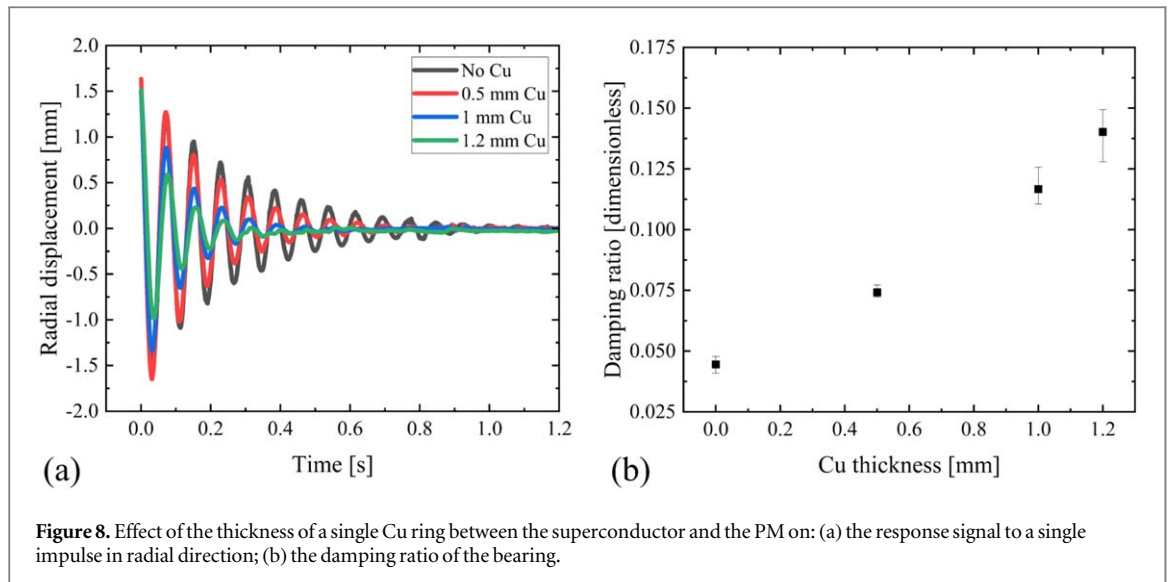 2.0
1.5
1.0
0.5
0.0
-0.5
-1.0
-1.5
-2.0
Radial displacement [mm]
No Cu
0.5 mm Cu
1 mm Cu
1.2 mm Cu
0.0 0.2 0.4 0.6 0.8 1.0 1.2
Time [s]
(a)
0.175
0.150
0.125
0.100
0.075
0.050
0.025
Damping ratio [dimensionless]
0.0 0.2 0.4 0.6 0.8 1.0 1.2
Cu thickness [mm]
(b)
Figure 8. Effect of the thickness of a single Cu ring between the superconductor and the PM on: (a) the response signal to a single
impulse in radial direction; (b) the damping ratio of the bearing.